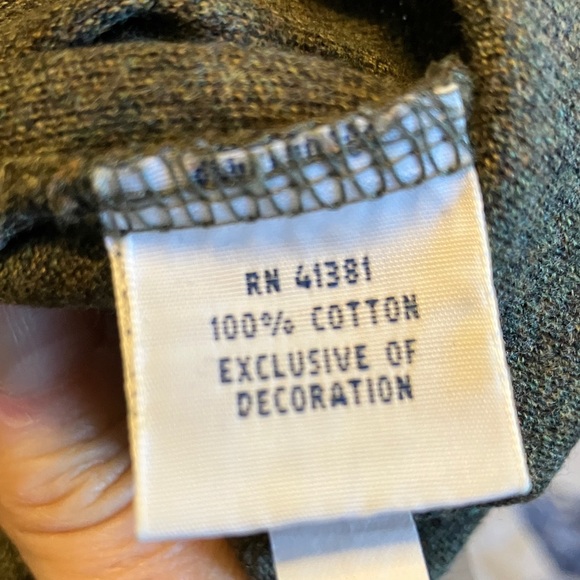 RN 41381
100% COTTON
EXCLUSIVE OF
DECORATION